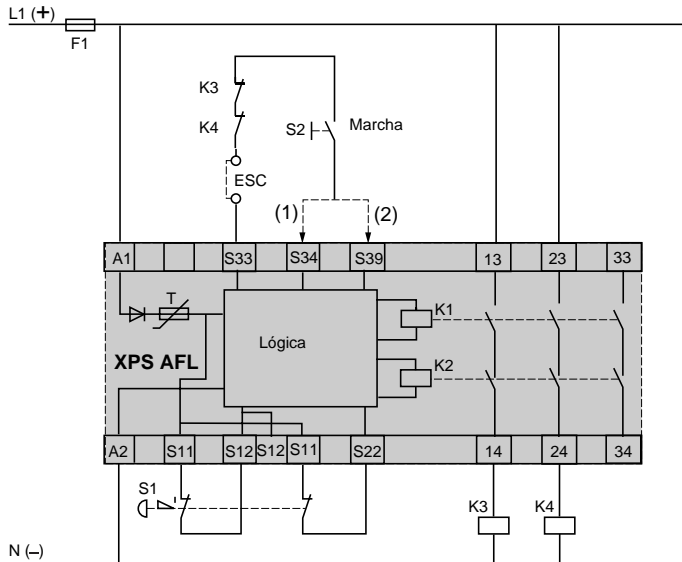 L1 (+)
F1
K3
K4
S2
Marcha
ESC
(1)
(2)
A1
S33
S34
S39
13
23
33
T
K1
Lógica
XPS AFL
K2
A2
S11
S12
S12
S11
S22
14
24
34
S1
K3
K4
N (–)